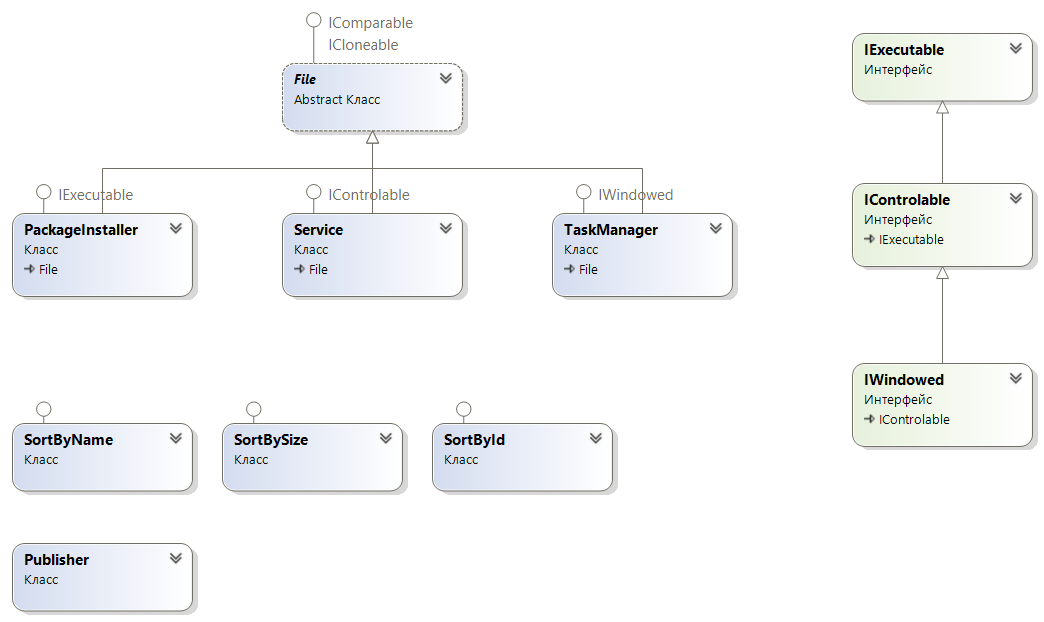 IComparable
ICloneable
File
Abstract Класс
IExecutable
PackageInstaller
Класс
File
IControlable
Service
Класс
File
IWindowed
TaskManager
Класс
File
IExecutable
Интерфейс
IControlable
Интерфейс
IExecutable
IWindowed
Интерфейс
IControlable
SortByName
Класс
SortBySize
Класс
SortById
Класс
Publisher
Класс